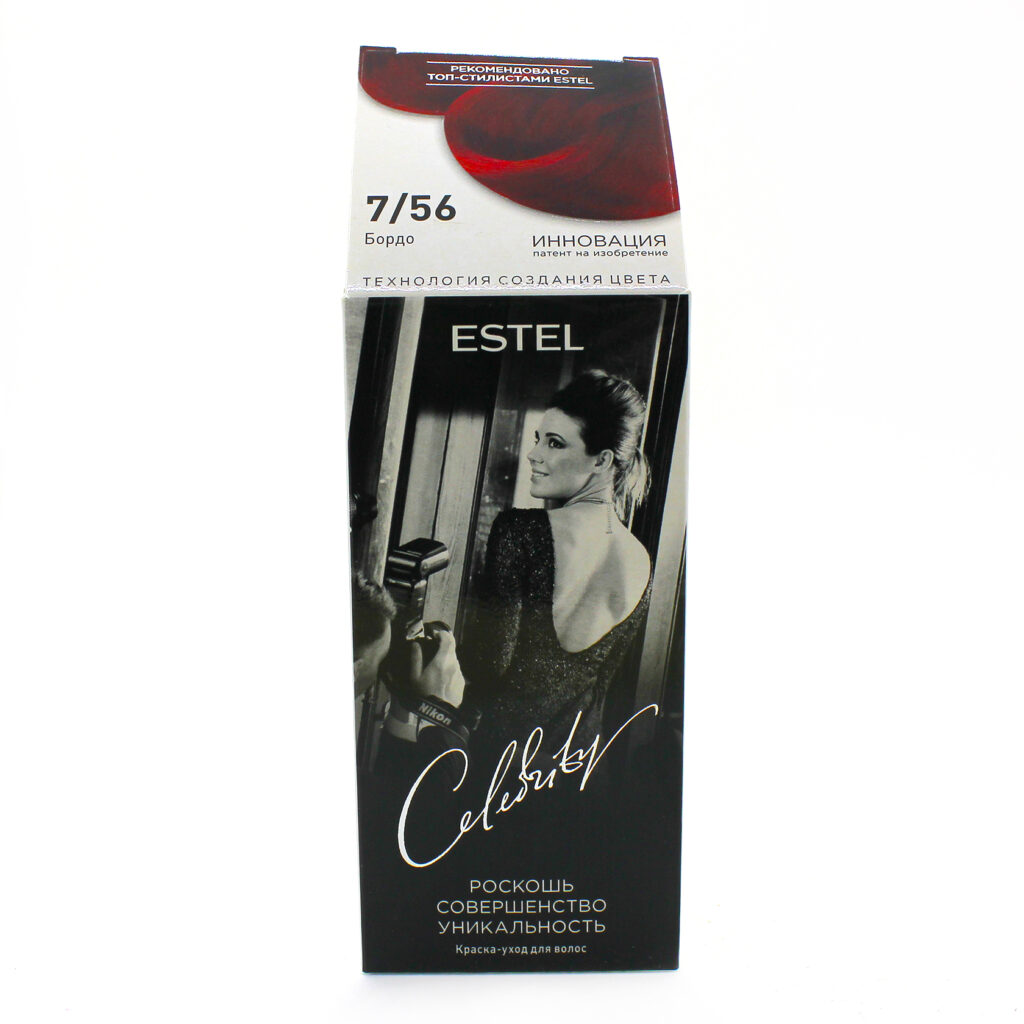 РЕКОМЕНДОВАНО
ТОП-СТИЛИСТАМИ ESTEL
7/56
Бордо
ИННОВАЦИЯ
патент на изобретение
ТЕХНОЛОГИЯ СОЗДАНИЯ ЦВЕТА
ESTEL
Nikon
Celebrity
РОСКОШЬ
СОВЕРШЕНСТВО
УНИКАЛЬНОСТЬ
Краска-уход для волос